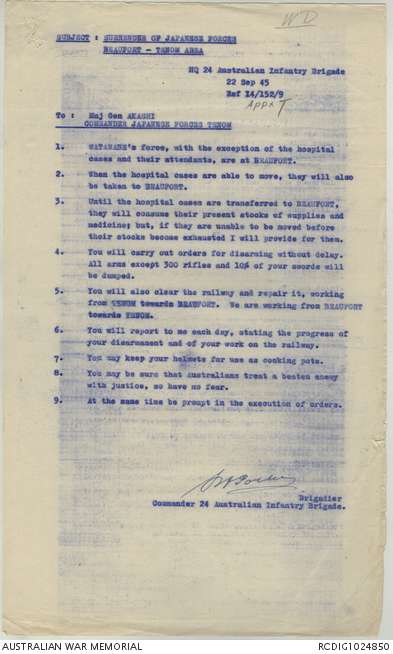 WD
SUBJECT : SURRENDER OF JAPANESE FORCES
BEAUFORT - TENOM AREA
HQ 24 Australian Infantry Brigade
22 Sep 45
Ref I4/152/9
Appx T
To : Maj Gen AKASHI
COMMANDER JAPANESE FORCES TENOM
1. WATANABE's force, with the exception of the hospital
cases and their attendants, are at BEAUFORT.
2. When the hospital cases are able to move, they will also
be taken to BEAUFORT.
3. Until the hospital cases are transferred to BEAUFORT,
they will consume their present stocks of supplies and
medicine; but, if they are unable to be moved before
their stocks become exhausted I will provide for them.
4. You will carry out orders for disarming without delay.
All arms except 300 rifles and 10% of your swords will
be dumped.
5. You will also clear the railway and repair it, working
from TENOM towards BEAUFORT. We are working from BEAUFORT
towards TENOM.
6. You will report to me each day, stating the progress of
your disarmament and of your work on the railway.
7. You may keep your helmets for use as cooking pots.
8. You may be sure that Australians treat a beaten enemy
with justice, so have no fear.
9. At the same time be prompt in the execution of orders.
Brigadier
Commander 24 Australian Infantry Brigade.
AUSTRALIAN WAR MEMORIAL
RCDIG1024850